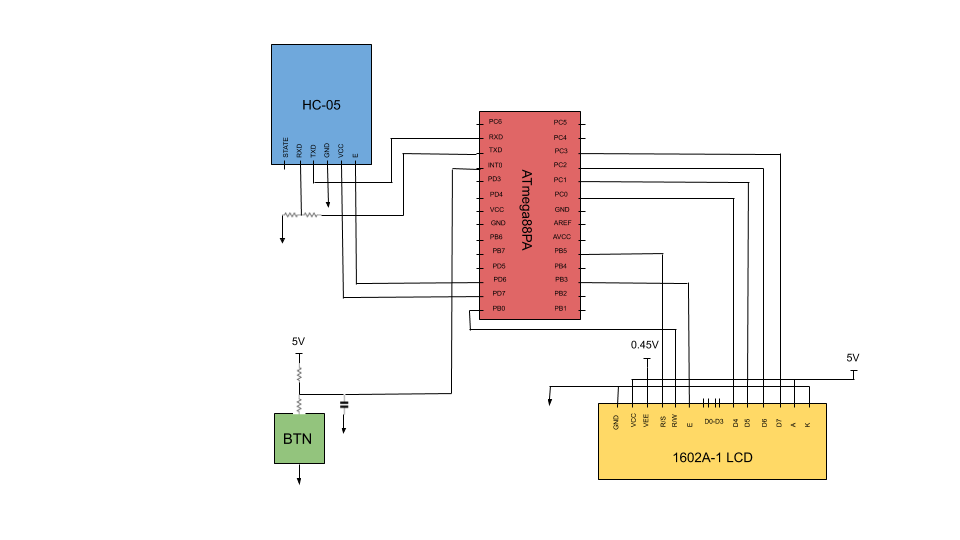 HC-05
STATE
RXD
TXD
GND
VCC
E
ATmega88PA
PC6
RXD
TXD
INT0
PD3
PD4
VCC
GND
PB6
PB7
PD5
PD6
PD7
PB0
PC5
PC4
PC3
PC2
PC1
PC0
GND
AREF
AVCC
PB5
PB4
PB3
PB2
PB1
5V
BTN
0.45V
5V
GND
VCC
VEE
R/S
R/W
E
D0-D3
D4
D5
D6
D7
A
K
1602A-1 LCD